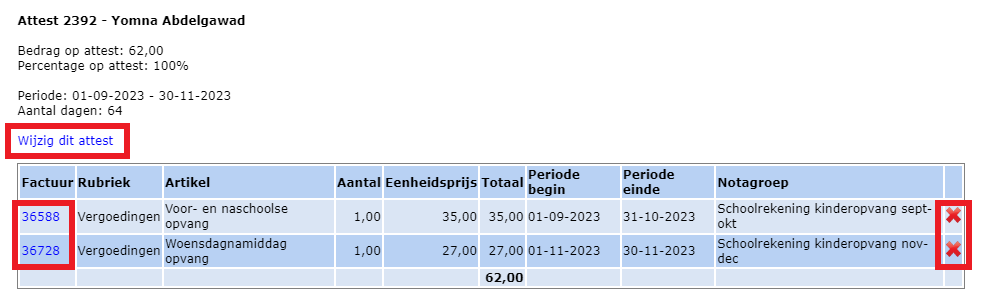 Attest 2392 - Yomna Abdelgawad
Bedrag op attest: 62,00
Percentage op attest: 100%
Periode: 01-09-2023 - 30-11-2023
Aantal dagen: 64
Wijzig dit attest
Factuur Rubriek Artikel Aantal Eenheidsprijs Totaal Periode begin Periode einde Notagroep
36588 Vergoedingen Voor- en naschoolse opvang 1,00 35,00 35,00 01-09-2023 31-10-2023 Schoolrekening kinderopvang sept-okt
36728 Vergoedingen Woensdagnamiddag opvang 1,00 27,00 27,00 01-11-2023 30-11-2023 Schoolrekening kinderopvang nov-dec
62,00